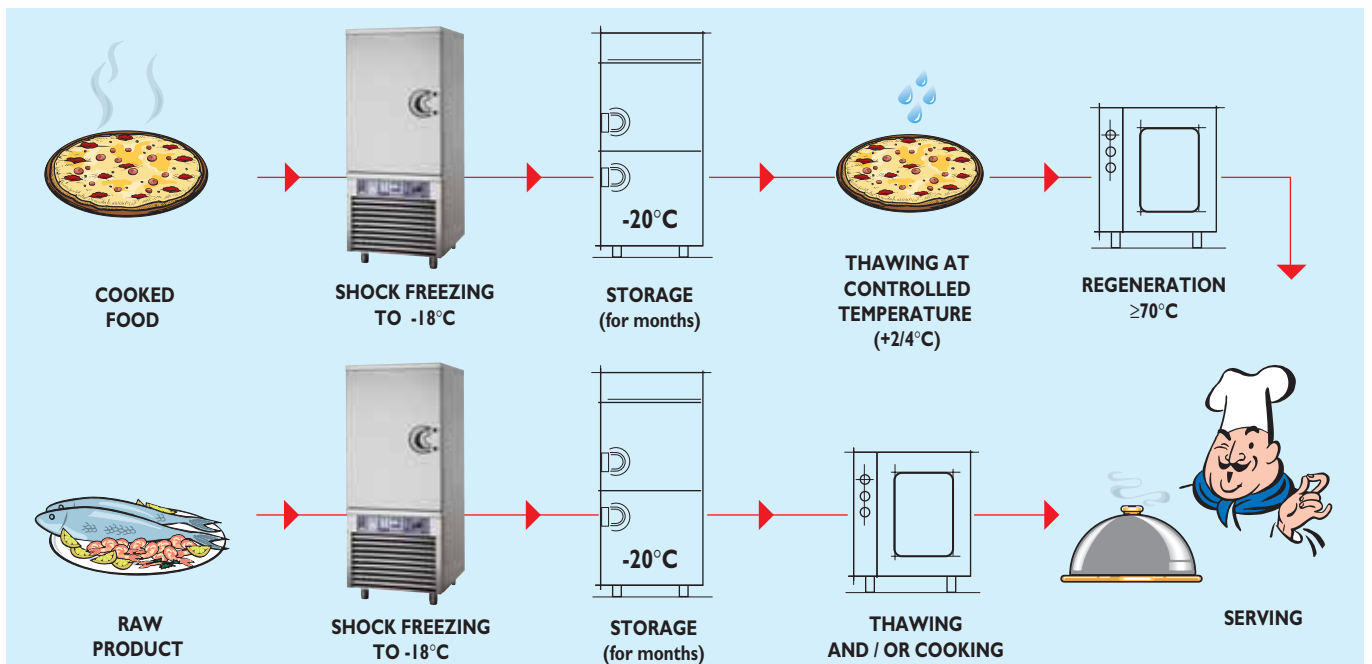 -20°C
COOKED
FOOD
SHOCK FREEZING
TO -18°C
STORAGE
(for months)
THAWING AT
CONTROLLED
TEMPERATURE
(+2/4°C)
REGENERATION
≥70°C
-20°C
RAW
PRODUCT
SHOCK FREEZING
TO -18°C
STORAGE
(for months)
THAWING
AND / OR COOKING
SERVING